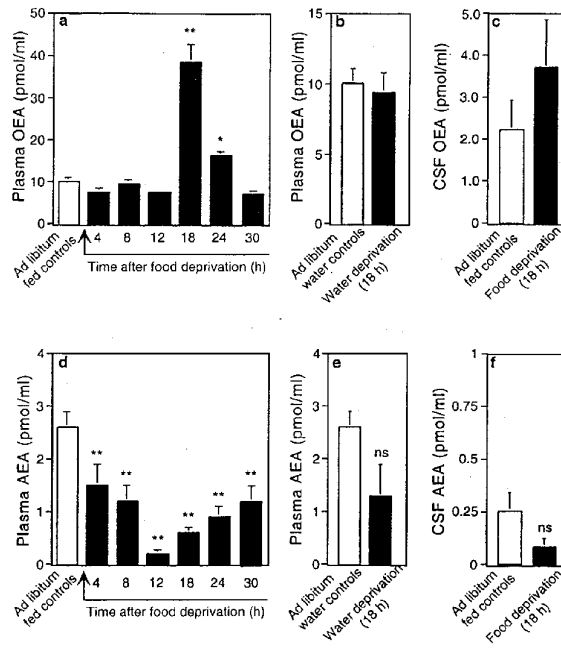 a
Plasma OEA (pmol/ml)
50
40
30
20
10
0
**
*
Ad libitum
fed controls
4 8 12 18 24 30
Time after food deprivation (h)
b
Plasma OEA (pmol/ml)
15
10
5
0
Ad libitum
water controls
Water deprivation
(18 h)
c
CSF OEA (pmol/ml)
5.0
4.0
3.0
2.0
1.0
0
Ad libitum
fed controls
Food deprivation
(18 h)
d
Plasma AEA (pmol/ml)
4
3
2
1
0
** ** ** ** ** **
Ad libitum
fed controls
4 8 12 18 24 30
Time after food deprivation (h)
e
Plasma AEA (pmol/ml)
4
3
2
1
0
ns
Ad libitum
water controls
Water deprivation
(18 h)
f
CSF AEA (pmol/ml)
1
0.75
0.5
0.25
0
ns
Ad libitum
fed controls
Food deprivation
(18 h)